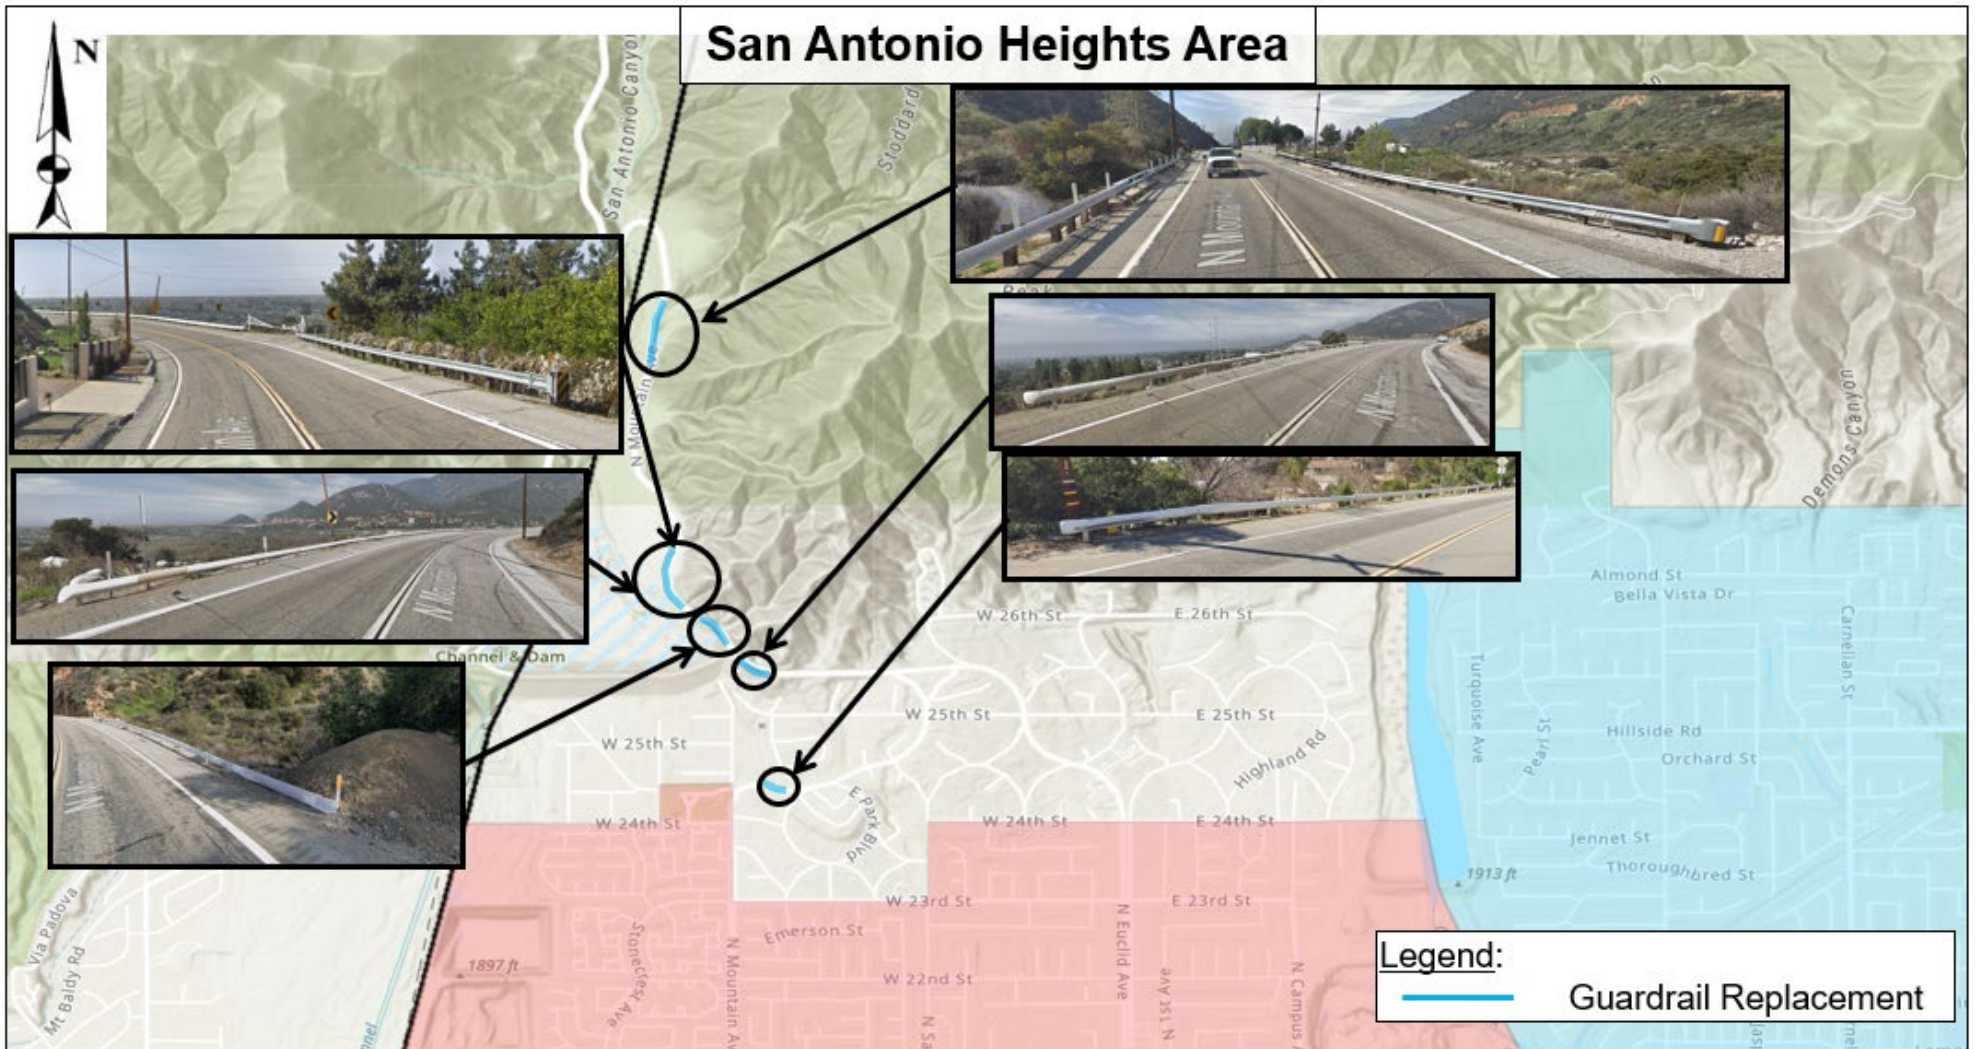 San Antonio Heights Area
N
San Antonio Canyon
Stoddard
Peak
N Mountain Ave
N Mountain
Demons Canyon
Channel & Dam
W 26th St
E 26th St
Almond St
Bella Vista Dr
Carnelian St
Turquoise Ave
W 25th St
E 25th St
W 25th St
Highland Rd
Hillside Rd
Pearl St
Orchard St
E Park Blvd
W 24th St
W 24th St
E 24th St
Jennet St
Thoroughbred St
1913 ft
W 23rd St
E 23rd St
Emerson St
Via Padova
Mt Baldy Rd
1897 ft
Stonecrest Ave
N Mountain Av
W 22nd St
N Euclid Ave
N 1st Ave
N Campus
N Sa
Legend:
Guardrail Replacement